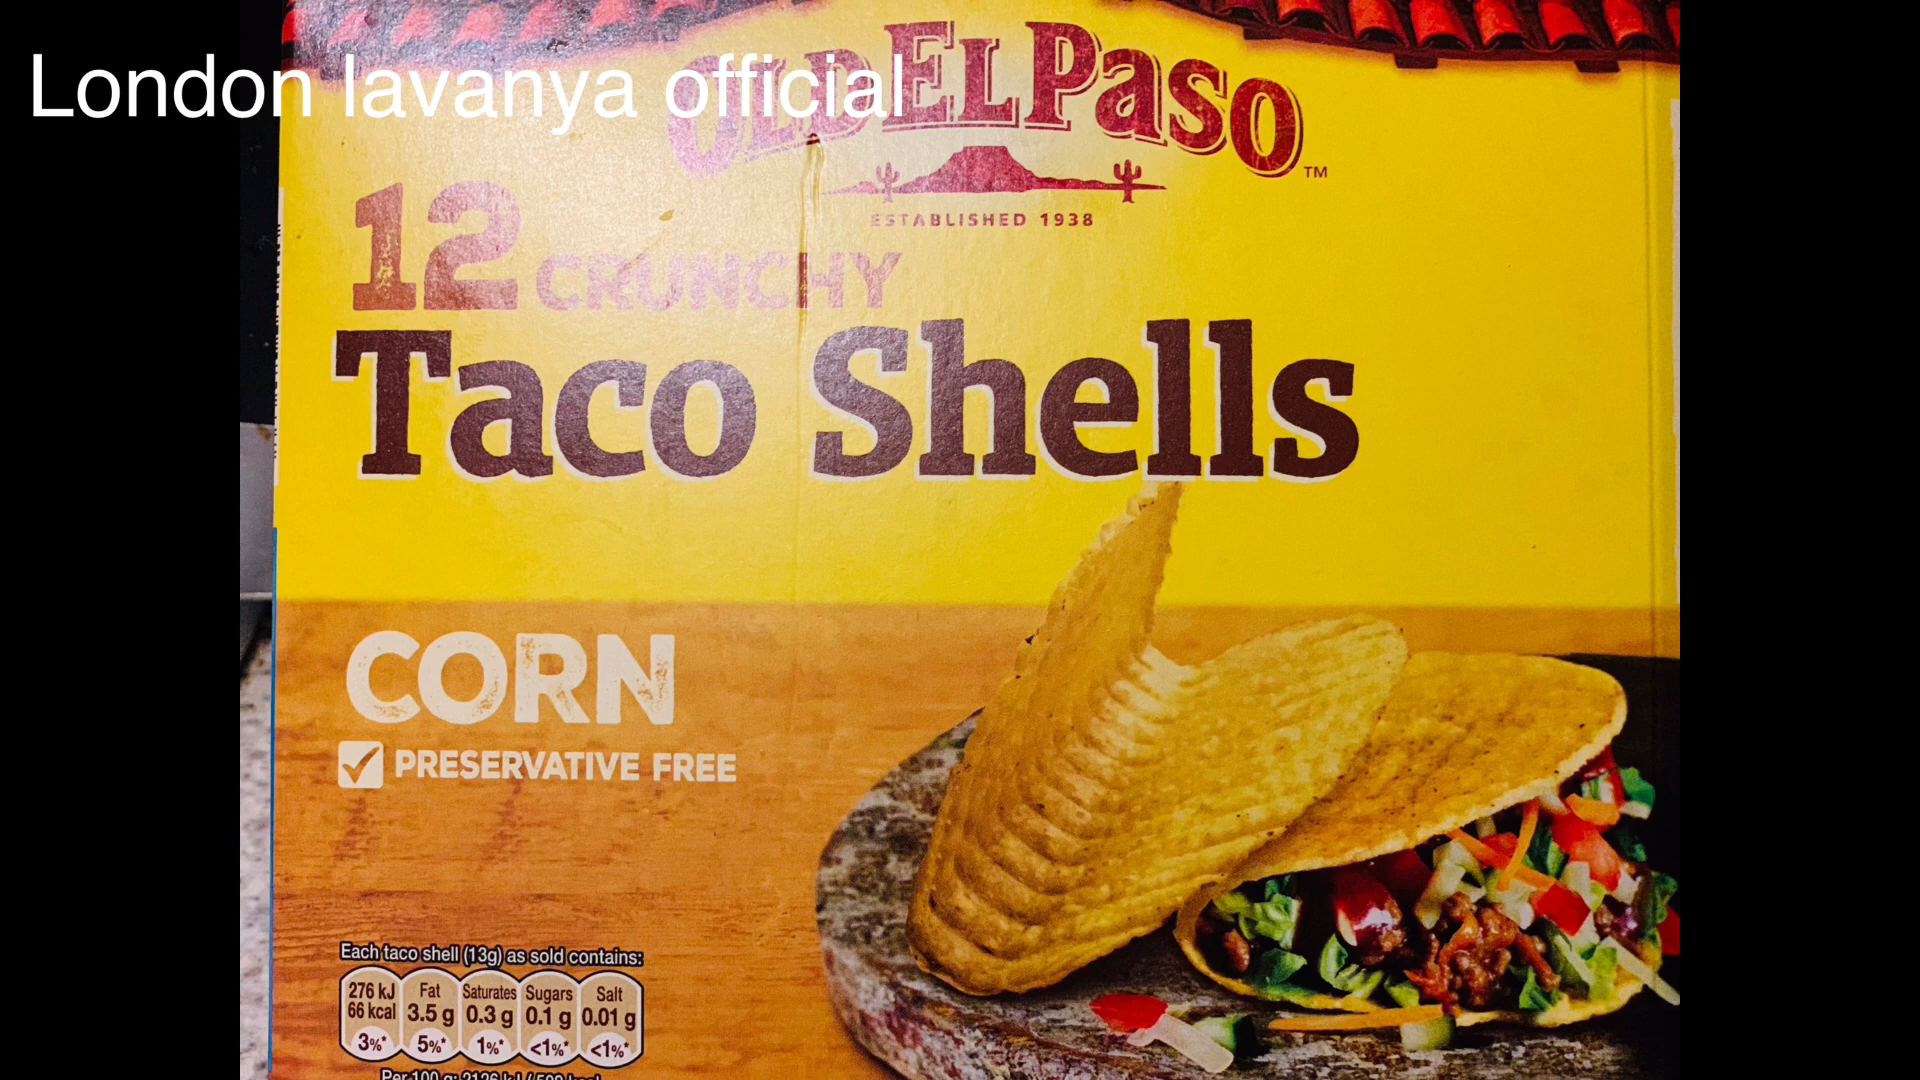 London lavanya official
OLD EL PASO ™
ESTABLISHED 1938
12 CRUNCHY
Taco Shells
CORN
PRESERVATIVE FREE
Each taco shell (13g) as sold contains:
276 kJ Fat Saturates Sugars Salt
66 kcal 3.5 g 0.3 g 0.1 g 0.01 g
3%* 5%* 1%* <1%* <1%*
Per 100 g: